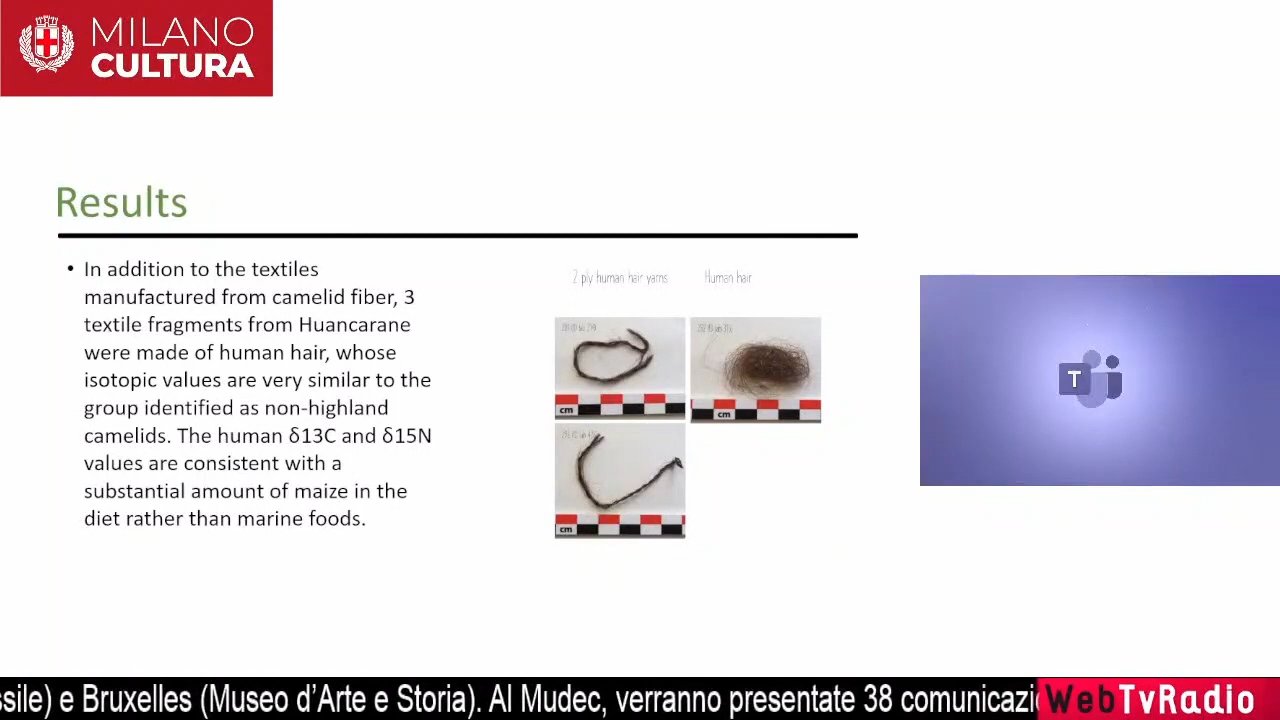 MILANO
CULTURA
Results
• In addition to the textiles
manufactured from camelid fiber, 3
textile fragments from Huancarane
were made of human hair, whose
isotopic values are very similar to the
group identified as non-highland
camelids. The human δ13C and δ15N
values are consistent with a
substantial amount of maize in the
diet rather than marine foods.
2 ply human hair yarns
Human hair
cm
cm
cm
T
ssile) e Bruxelles (Museo d'Arte e Storia). Al Mudec, verranno presentate 38 comunicazi
WebTvRadio